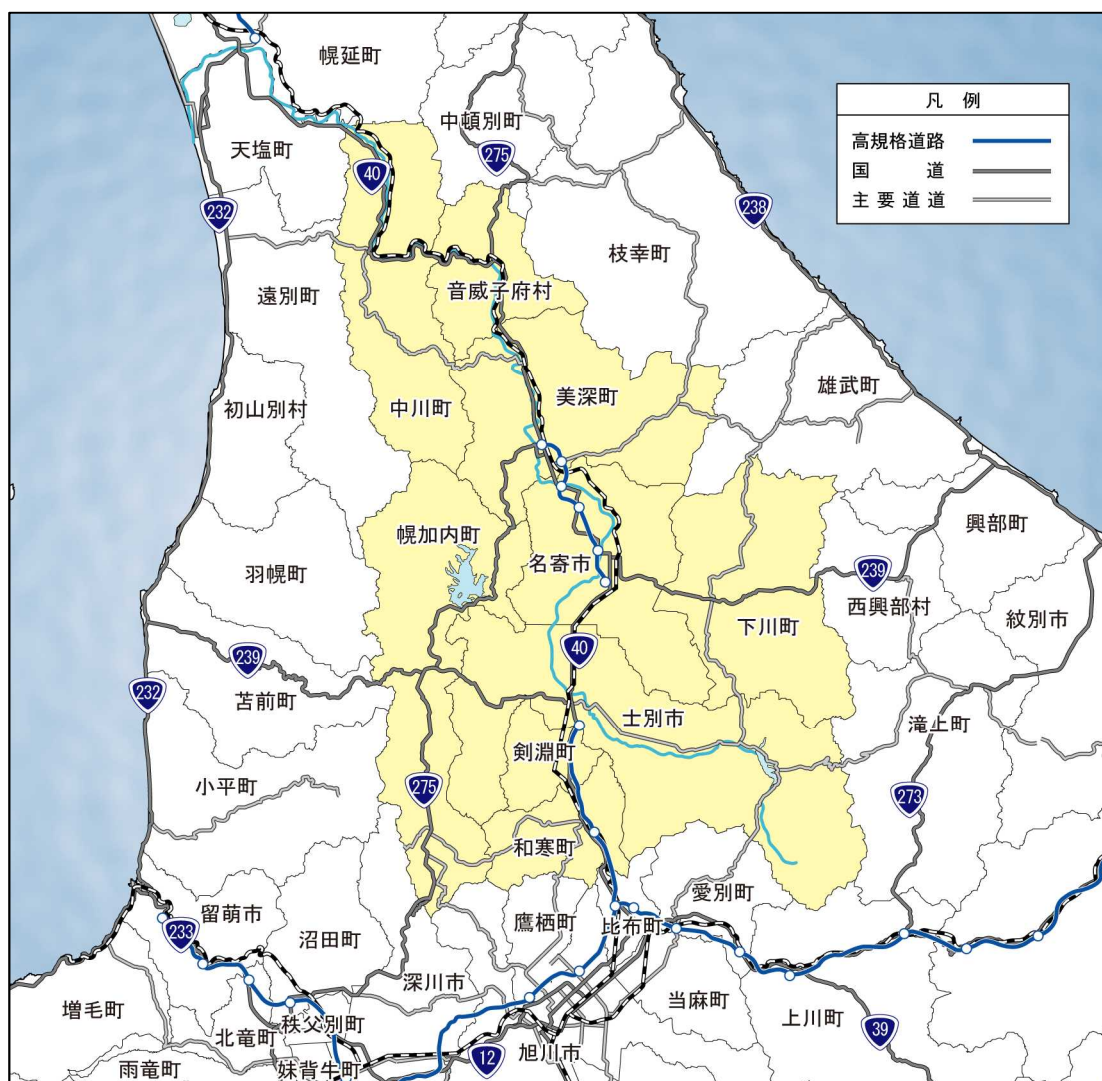 幌延町
凡 例
中頓別町
高規格道路
275
天塩町
国 道
40
主要道道
232
238
枝幸町
遠別町
音威子府村
雄武町
美深町
初山別村
中川町
興部町
幌加内町
名寄市
羽幌町
239
西興部村
紋別市
下川町
40
239
232
苫前町
士別市
滝上町
剣淵町
小平町
275
273
和寒町
愛別町
留萌市
鷹栖町
比布町
233
沼田町
深川市
当麻町
増毛町
秩父別町
上川町
北竜町
39
旭川市
12
雨竜町
妹背牛町